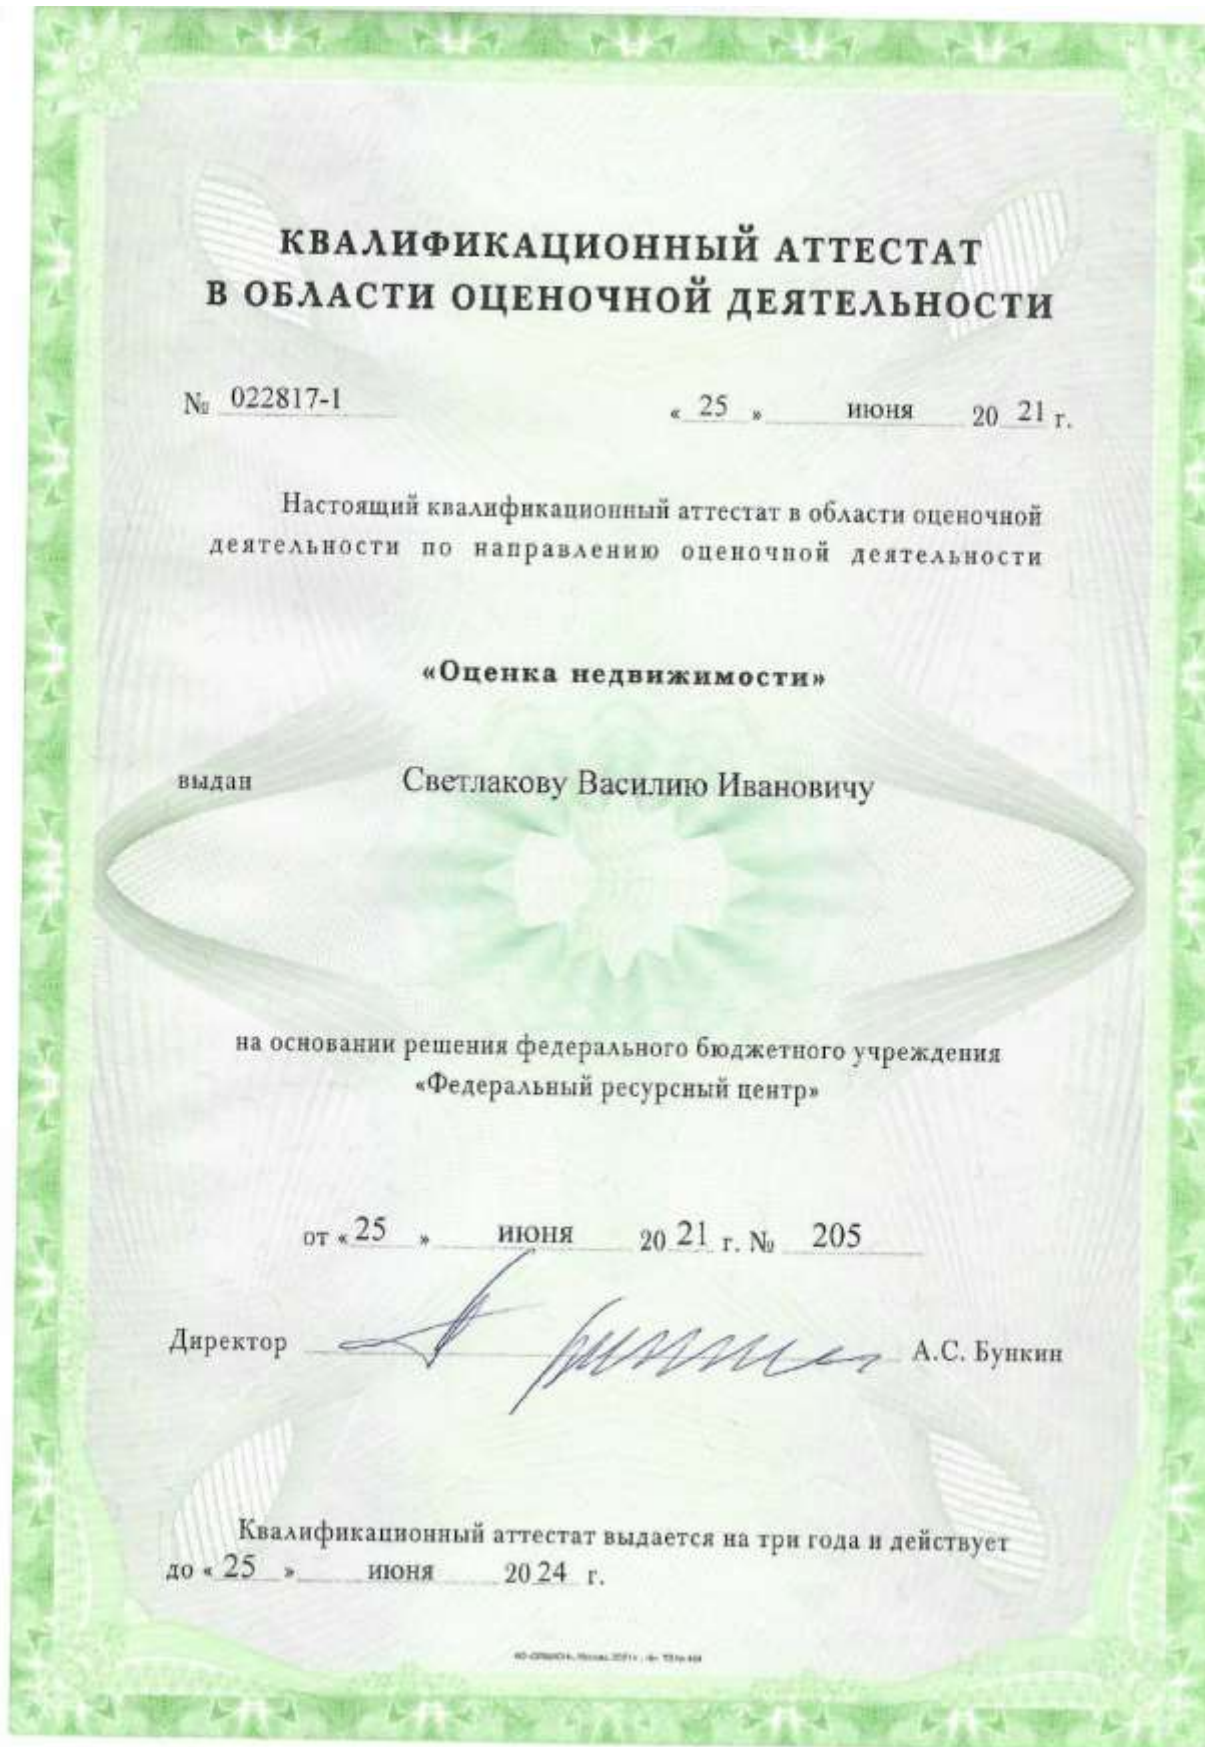 КВАЛИФИКАЦИОННЫЙ АТТЕСТАТ
В ОБЛАСТИ ОЦЕНОЧНОЙ ДЕЯТЕЛЬНОСТИ
№ 022817-1 « 25 » июня 20 21 г.
Настоящий квалификационный аттестат в области оценочной
деятельности по направлению оценочной деятельности
«Оценка недвижимости»
выдан Светлакову Василию Ивановичу
на основании решения федерального бюджетного учреждения
«Федеральный ресурсный центр»
от « 25 » июня 20 21 г. № 205
Директор А.С. Бункин
Квалификационный аттестат выдается на три года и действует
до « 25 » июня 20 24 г.